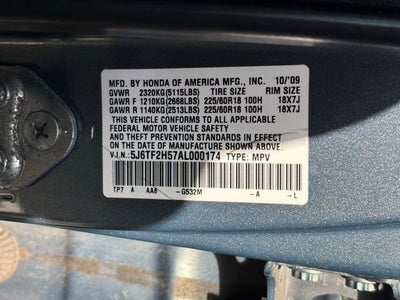 MFD. BY HONDA OF AMERICA MFG., INC. 10/'09
GVWR 2320KG(5115LBS) TIRE SIZE RIM SIZE
GAWR F 1210KG(2668LBS) 225/60R18 100H 18X7J
GAWR R 1140KG(2513LBS) 225/60R18 100H 18X7J
THIS VEHICLE CONFORMS TO ALL APPLICABLE
FEDERAL MOTOR VEHICLE SAFETY, BUMPER,
AND THEFT PREVENTION STANDARDS IN EFFECT
ON THE DATE OF MANUFACTURE SHOWN ABOVE.
V.I.N.: 5J6TF2H57AL000174 TYPE: MPV
TP7 A AA6 -G532M -A -L